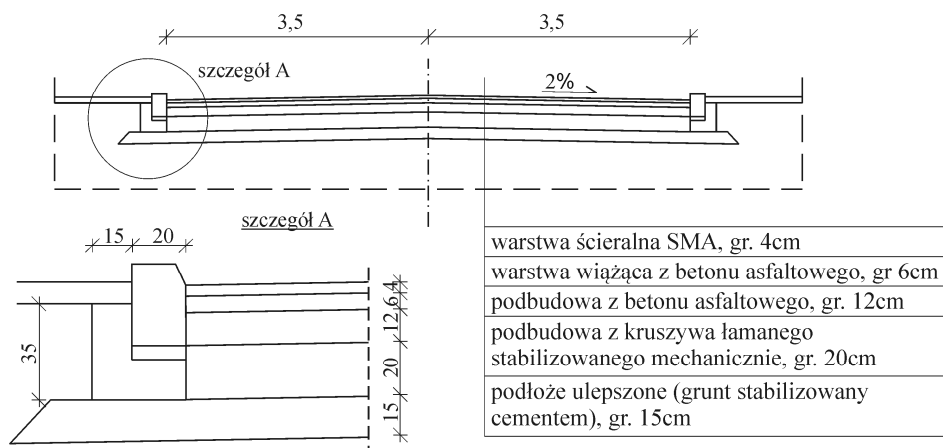 3,5
3,5
szczegół A
2%
szczegół A
15
20
35
4
6
12
20
15
warstwa ścieralna SMA, gr. 4cm
warstwa wiążąca z betonu asfaltowego, gr 6cm
podbudowa z betonu asfaltowego, gr. 12cm
podbudowa z kruszywa łamanego
stabilizowanego mechanicznie, gr. 20cm
podłoże ulepszone (grunt stabilizowany
cementem), gr. 15cm